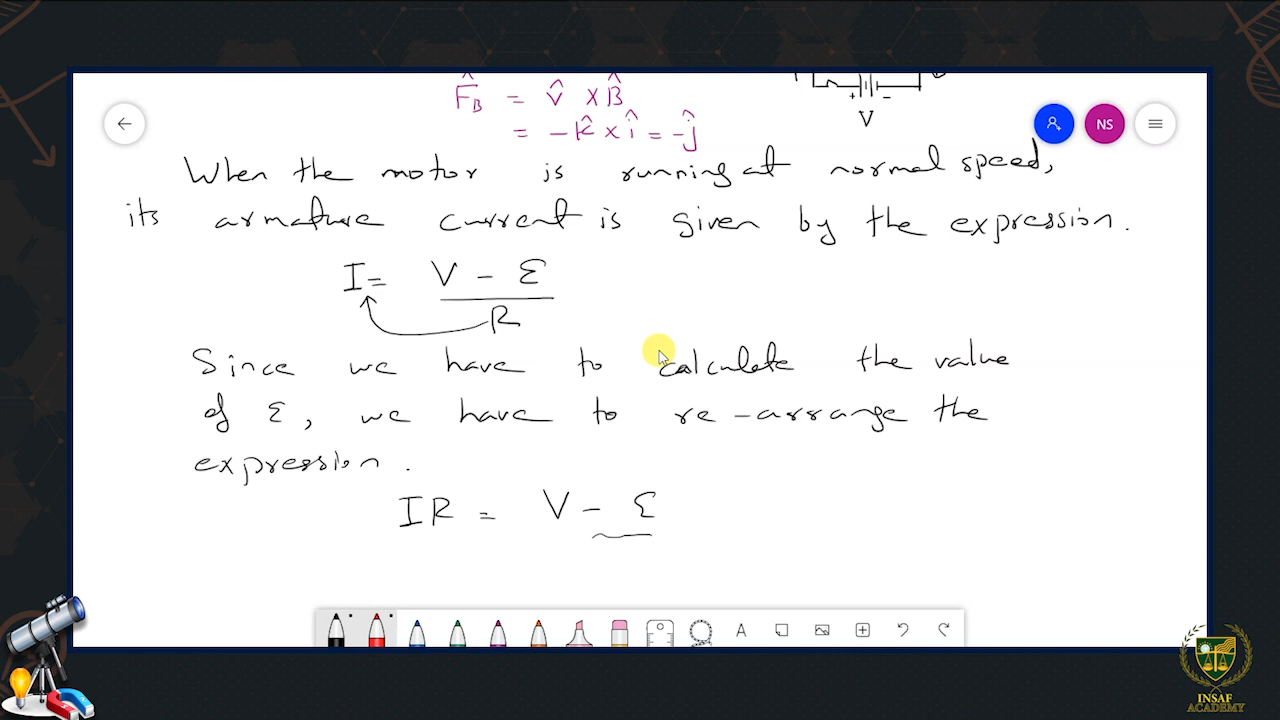 F̂_B = V̂ × B̂
= -k̂ × î = -ĵ
+ -
V
NS
When the motor is running at normal speed,
its armature current is given by the expression.
I = V - ε
R
Since we have to calculate the value
of ε, we have to re-arrange the
expression.
IR = V - ε
A
INSAF
ACADEMY